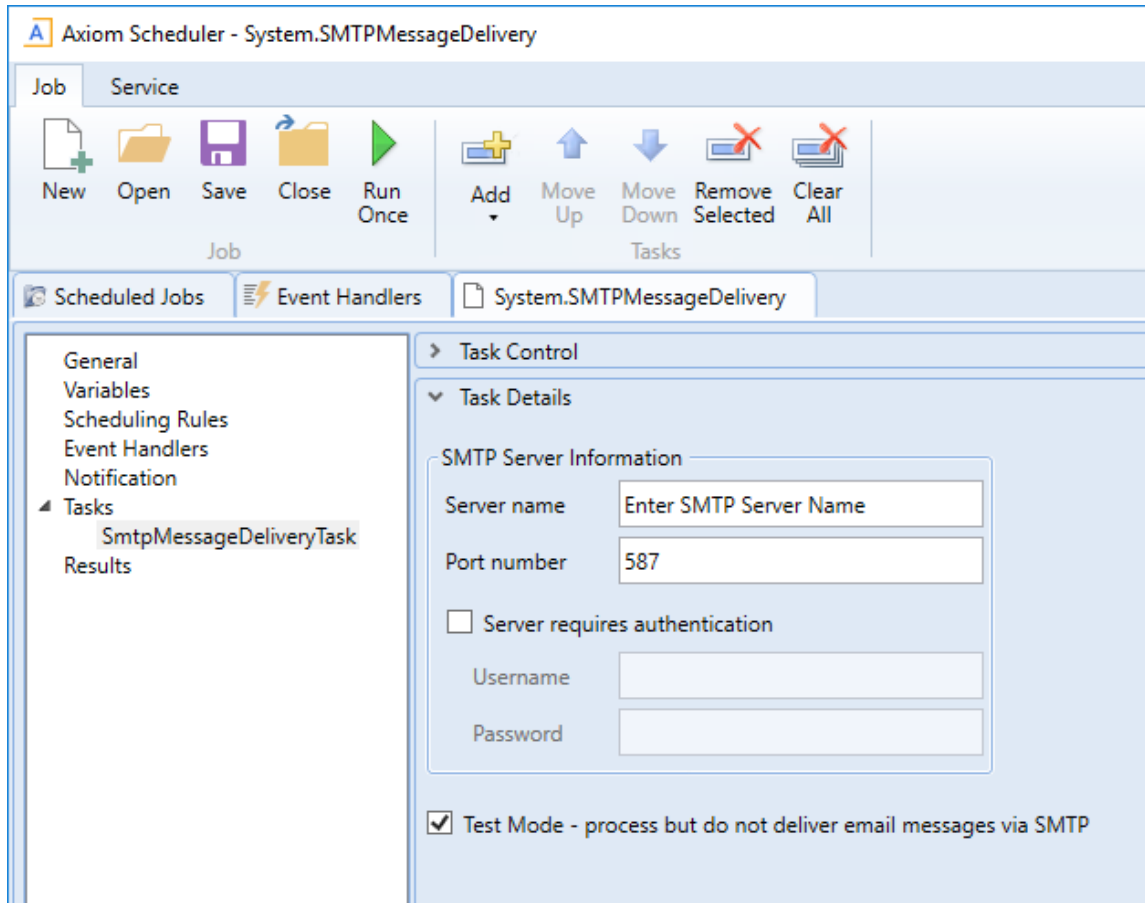 A Axiom Scheduler - System.SMTPMessageDelivery
Job Service
New Open Save Close Run Once
Add Move Up Move Down Remove Selected Clear All
Job Tasks
Scheduled Jobs Event Handlers System.SMTPMessageDelivery
General
Variables
Scheduling Rules
Event Handlers
Notification
Tasks
SmtpMessageDeliveryTask
Results
Task Control
Task Details
SMTP Server Information
Server name Enter SMTP Server Name
Port number 587
Server requires authentication
Username
Password
Test Mode - process but do not deliver email messages via SMTP